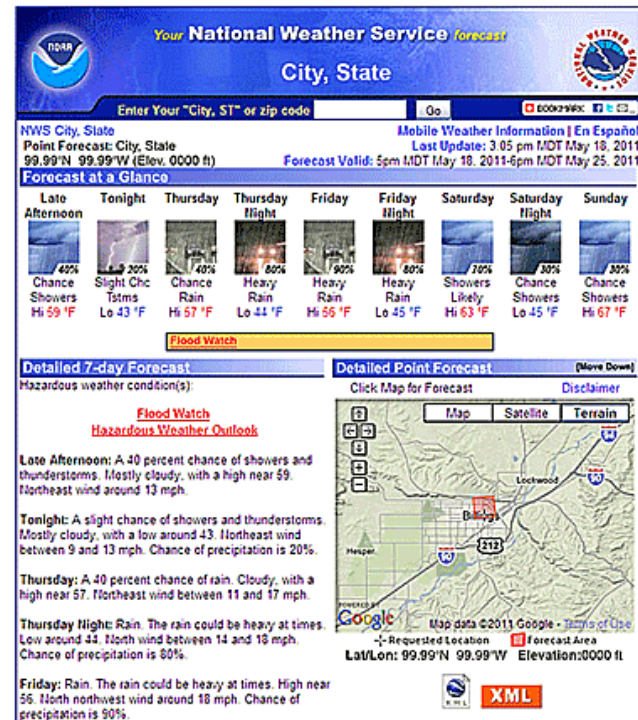 NOAA
Your National Weather Service forecast
City, State
Enter Your "City, ST" or zip code
Go
BOOKMARK
NWS City, State
Mobile Weather Information | En Español
Point Forecast: City, State
Last Update: 3:05 pm MDT May 18, 2011
99.99°N 99.99°W (Elev. 0000 ft)
Forecast Valid: 5pm MDT May 18, 2011-6pm MDT May 25, 2011
Forecast at a Glance
Late Afternoon
Tonight
Thursday
Thursday Night
Friday
Friday Night
Saturday
Saturday Night
Sunday
40% 20% 40% 80% 90% 80% 70% 30% 30%
Chance Showers
Slight Chc Tstms
Chance Rain
Heavy Rain
Heavy Rain
Heavy Rain
Showers Likely
Chance Showers
Chance Showers
Hi 59 °F Lo 43 °F Hi 57 °F Lo 44 °F Hi 56 °F Lo 45 °F Hi 63 °F Lo 45 °F Hi 67 °F
Flood Watch
Detailed 7-day Forecast
Hazardous weather condition(s):
Flood Watch
Hazardous Weather Outlook
Late Afternoon: A 40 percent chance of showers and
thunderstorms. Mostly cloudy, with a high near 59.
Northeast wind around 13 mph.
Tonight: A slight chance of showers and thunderstorms.
Mostly cloudy, with a low around 43. Northeast wind
between 9 and 13 mph. Chance of precipitation is 20%.
Thursday: A 40 percent chance of rain. Cloudy, with a
high near 57. Northeast wind between 11 and 17 mph.
Thursday Night: Rain. The rain could be heavy at times.
Low around 44. North wind between 14 and 18 mph.
Chance of precipitation is 80%.
Friday: Rain. The rain could be heavy at times. High near
56. North northwest wind around 18 mph. Chance of
precipitation is 90%.
Detailed Point Forecast
[Move Down]
Click Map for Forecast
Disclaimer
Map
Satellite
Terrain
94
90
Lockwood
Billings
Hesper
90
212
POWERED BY
Google
Map data ©2011 Google - Terms of Use
Requested Location
Forecast Area
Lat/Lon: 99.99°N 99.99°W Elevation:0000 ft
KML
XML